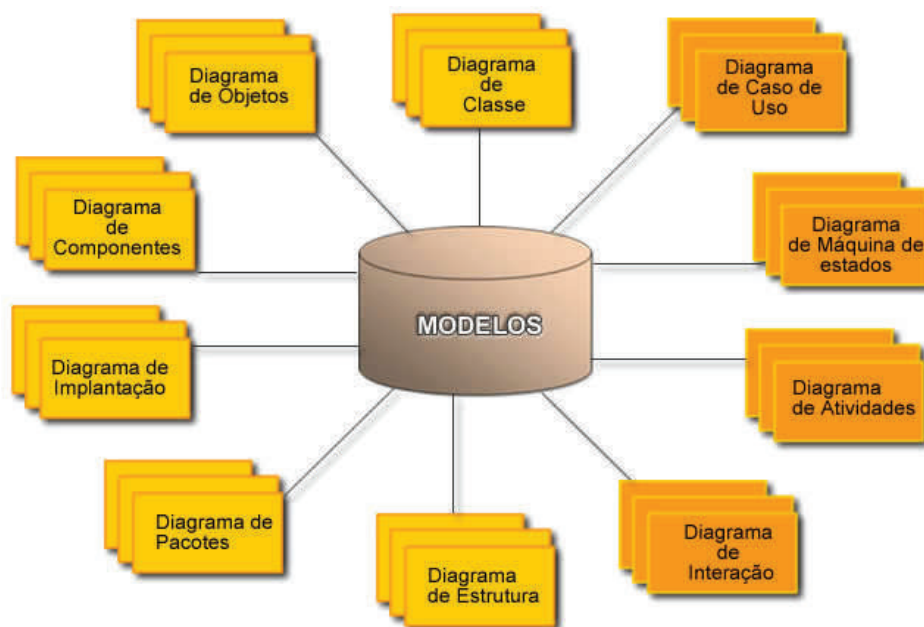 Diagrama
de Objetos
Diagrama
de
Classe
Diagrama
de Caso de
Uso
Diagrama
de
Componentes
Diagrama
de Máquina de
estados
MODELOS
Diagrama de
Implantação
Diagrama
de Atividades
Diagrama de
Pacotes
Diagrama
de Estrutura
Diagrama
de
Interação